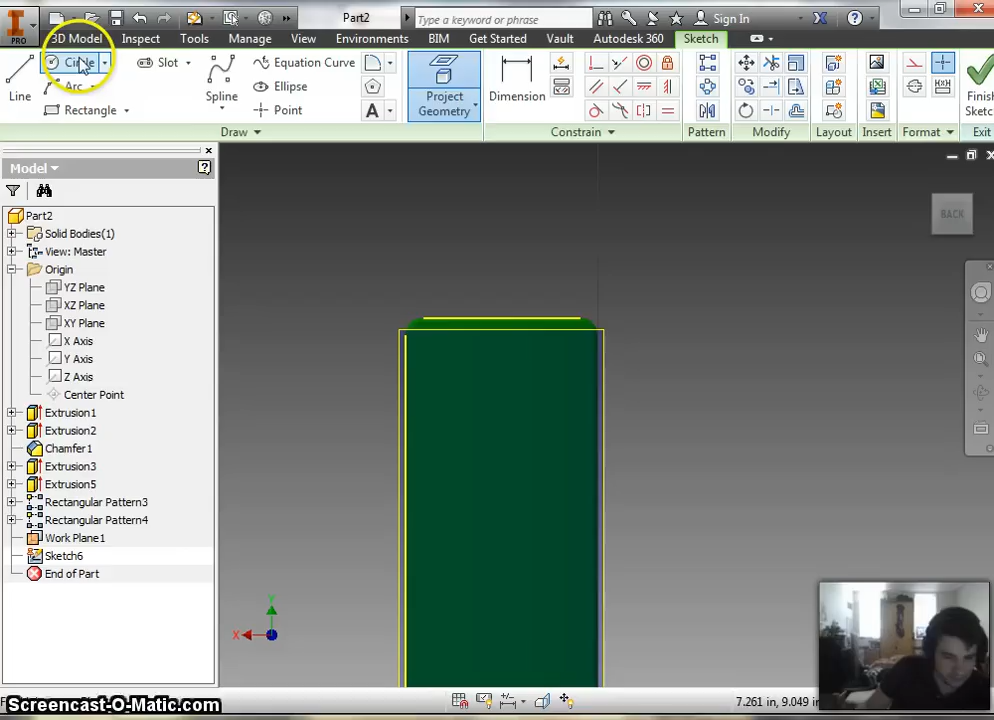 Part2
Type a keyword or phrase
Sign In
PRO
3D Model
Inspect
Tools
Manage
View
Environments
BIM
Get Started
Vault
Autodesk 360
Sketch
Line
Circle
Arc
Rectangle
Slot
Spline
Equation Curve
Ellipse
Point
A
Project Geometry
Dimension
Finish
Sketc
Draw
Constrain
Pattern
Modify
Layout
Insert
Format
Exit
Model
Part2
Solid Bodies(1)
View: Master
Origin
YZ Plane
XZ Plane
XY Plane
X Axis
Y Axis
Z Axis
Center Point
Extrusion1
Extrusion2
Chamfer1
Extrusion3
Extrusion5
Rectangular Pattern3
Rectangular Pattern4
Work Plane1
Sketch6
End of Part
BACK
Y
X
7.261 in, 9.049 in
Screencast-O-Matic.com